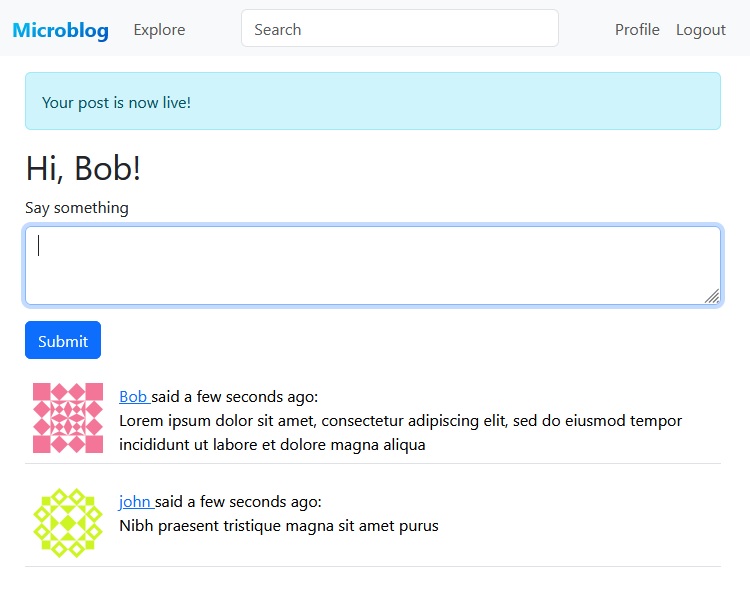 Microblog Explore Search Profile Logout
Your post is now live!
Hi, Bob!
Say something
Submit
Bob said a few seconds ago:
Lorem ipsum dolor sit amet, consectetur adipiscing elit, sed do eiusmod tempor
incididunt ut labore et dolore magna aliqua
john said a few seconds ago:
Nibh praesent tristique magna sit amet purus